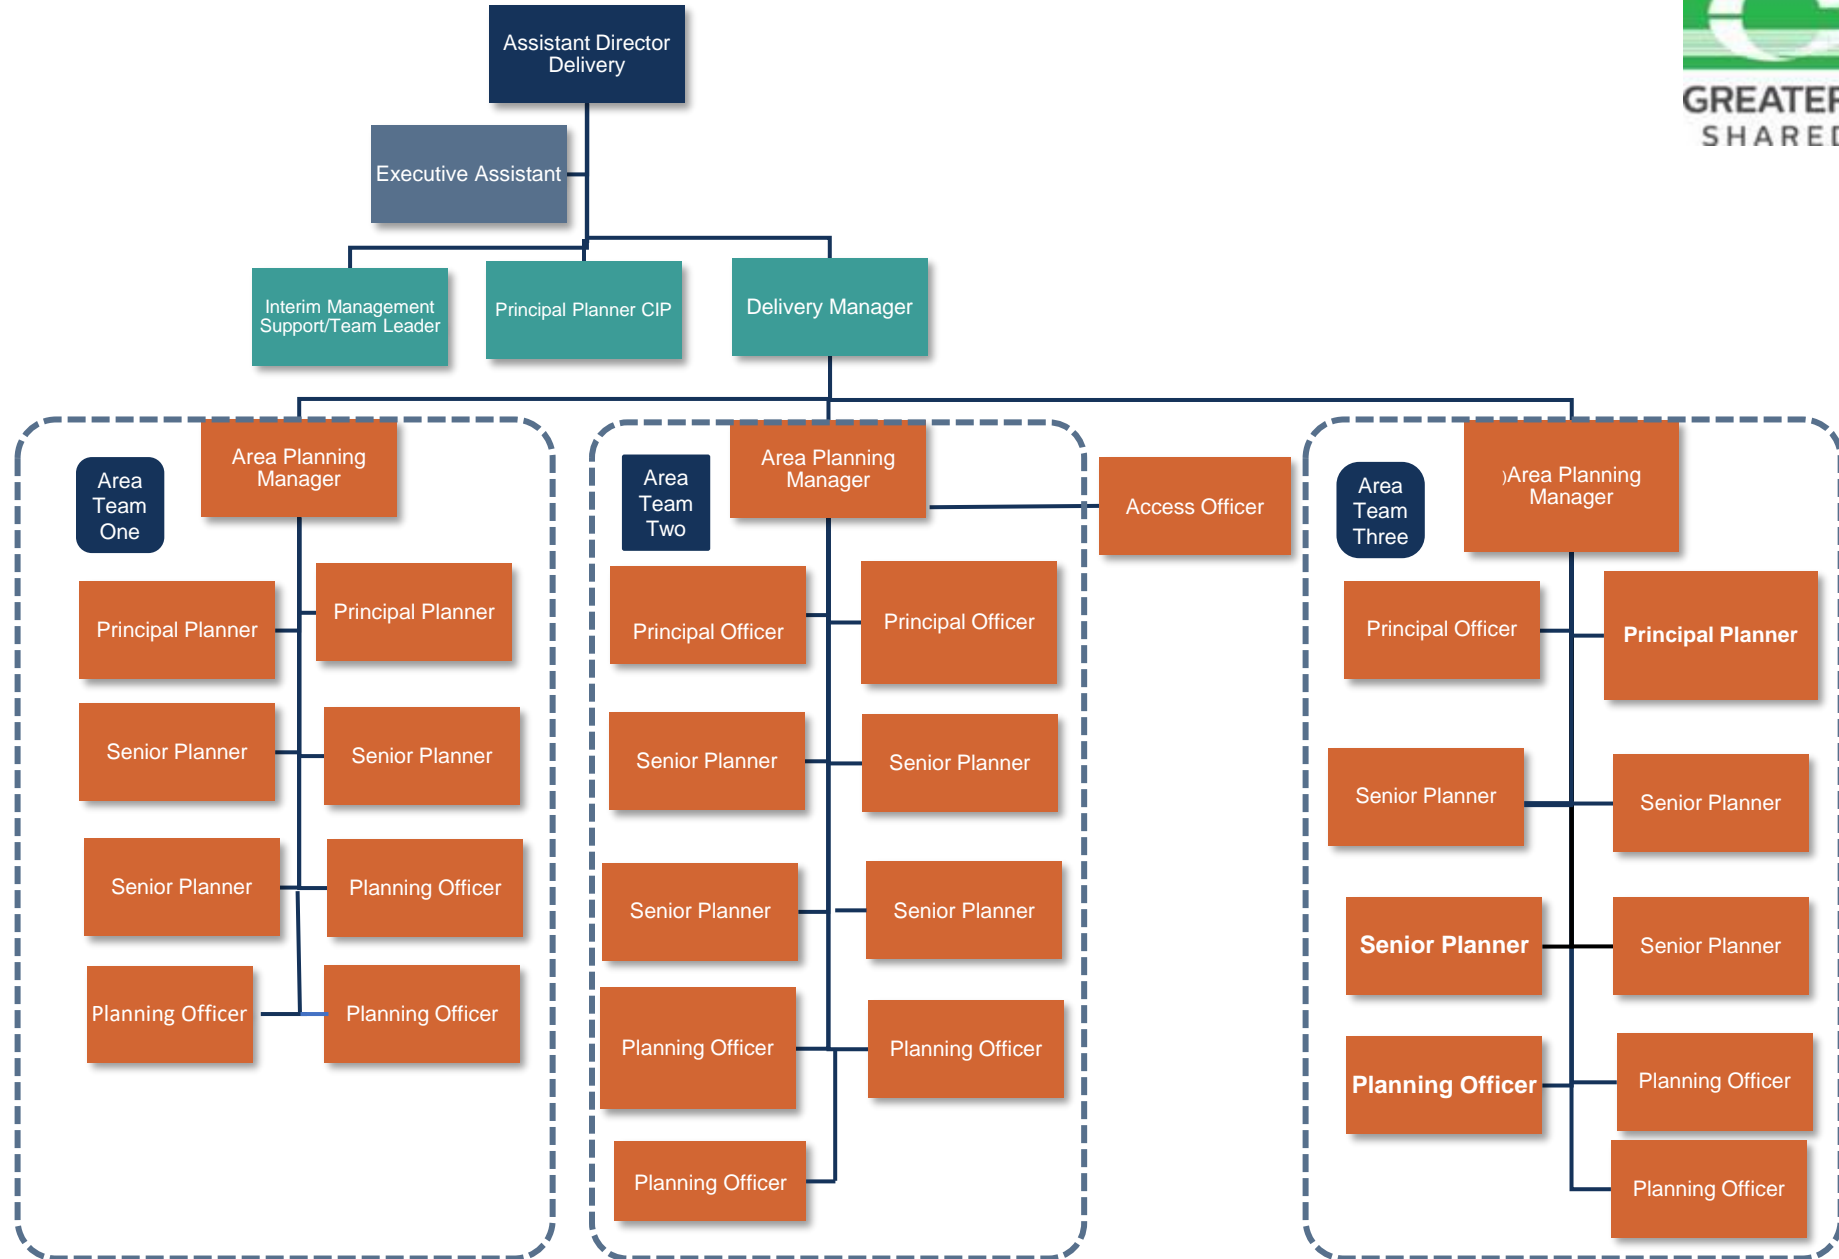 Assistant Director
Delivery
GREATER
SHARED
Executive Assistant
Interim Management
Support/Team Leader
Principal Planner CIP
Delivery Manager
Area
Team
One
Area Planning
Manager
Principal Planner
Principal Planner
Senior Planner
Senior Planner
Senior Planner
Planning Officer
Planning Officer
Planning Officer
Area
Team
Two
Area Planning
Manager
Access Officer
Principal Officer
Principal Officer
Senior Planner
Senior Planner
Senior Planner
Senior Planner
Planning Officer
Planning Officer
Planning Officer
Area
Team
Three
)Area Planning
Manager
Principal Officer
Principal Planner
Senior Planner
Senior Planner
Senior Planner
Senior Planner
Planning Officer
Planning Officer
Planning Officer